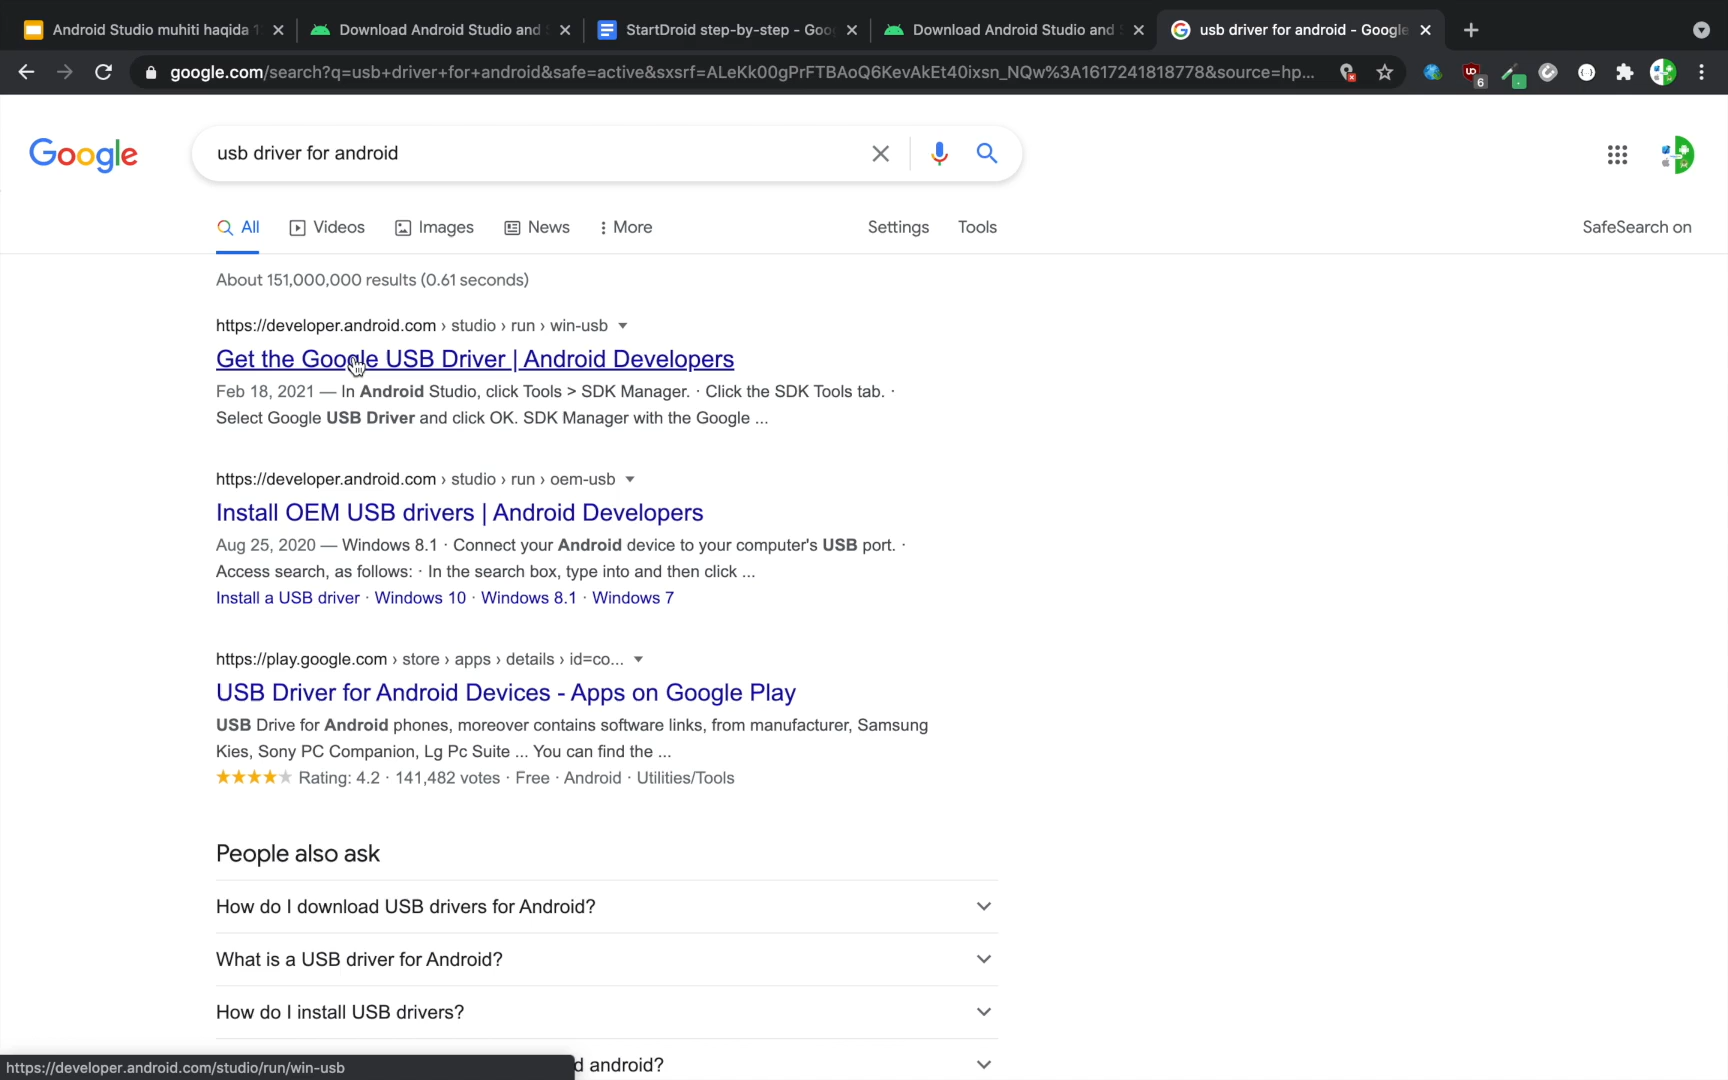 Android Studio muhiti haqida 1
Download Android Studio and S
StartDroid step-by-step - Goo
Download Android Studio and S
usb driver for android - Google
google.com/search?q=usb+driver+for+android&safe=active&sxsrf=ALeKk00gPrFTBAoQ6KevAkEt40ixsn_NQw%3A1617241818778&source=hp...
6
Google
usb driver for android
All Videos Images News More Settings Tools SafeSearch on
About 151,000,000 results (0.61 seconds)
https://developer.android.com › studio › run › win-usb
Get the Google USB Driver | Android Developers
Feb 18, 2021 — In Android Studio, click Tools > SDK Manager. · Click the SDK Tools tab. ·
Select Google USB Driver and click OK. SDK Manager with the Google ...
https://developer.android.com › studio › run › oem-usb
Install OEM USB drivers | Android Developers
Aug 25, 2020 — Windows 8.1 · Connect your Android device to your computer's USB port. ·
Access search, as follows: · In the search box, type into and then click ...
Install a USB driver · Windows 10 · Windows 8.1 · Windows 7
https://play.google.com › store › apps › details › id=co...
USB Driver for Android Devices - Apps on Google Play
USB Drive for Android phones, moreover contains software links, from manufacturer, Samsung
Kies, Sony PC Companion, Lg Pc Suite ... You can find the ...
Rating: 4.2 · 141,482 votes · Free · Android · Utilities/Tools
People also ask
How do I download USB drivers for Android?
What is a USB driver for Android?
How do I install USB drivers?
d android?
https://developer.android.com/studio/run/win-usb